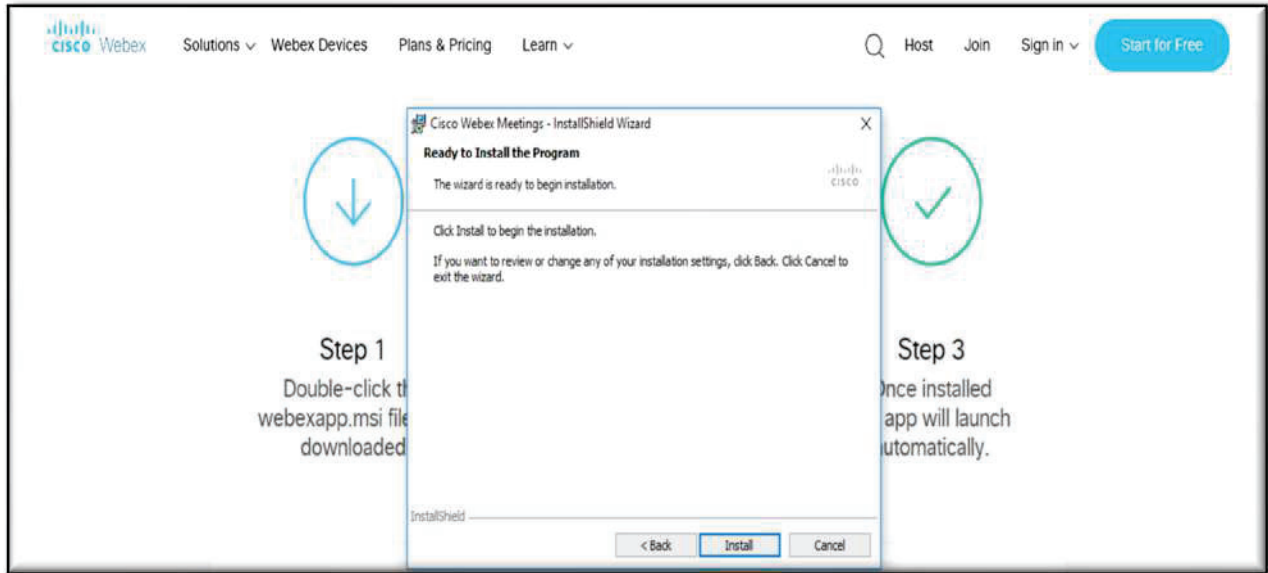 CISCO Webex Solutions Webex Devices Plans & Pricing Learn Host Join Sign in Start for Free
Cisco Webex Meetings - InstallShield Wizard X
Ready to Install the Program
The wizard is ready to begin installation.
CISCO
Click Install to begin the installation.
If you want to review or change any of your installation settings, click Back. Click Cancel to
exit the wizard.
Step 1
Double-click
webexapp.msi
downloaded
Step 3
installed
app will launch
InstallShield
< Back Install Cancel